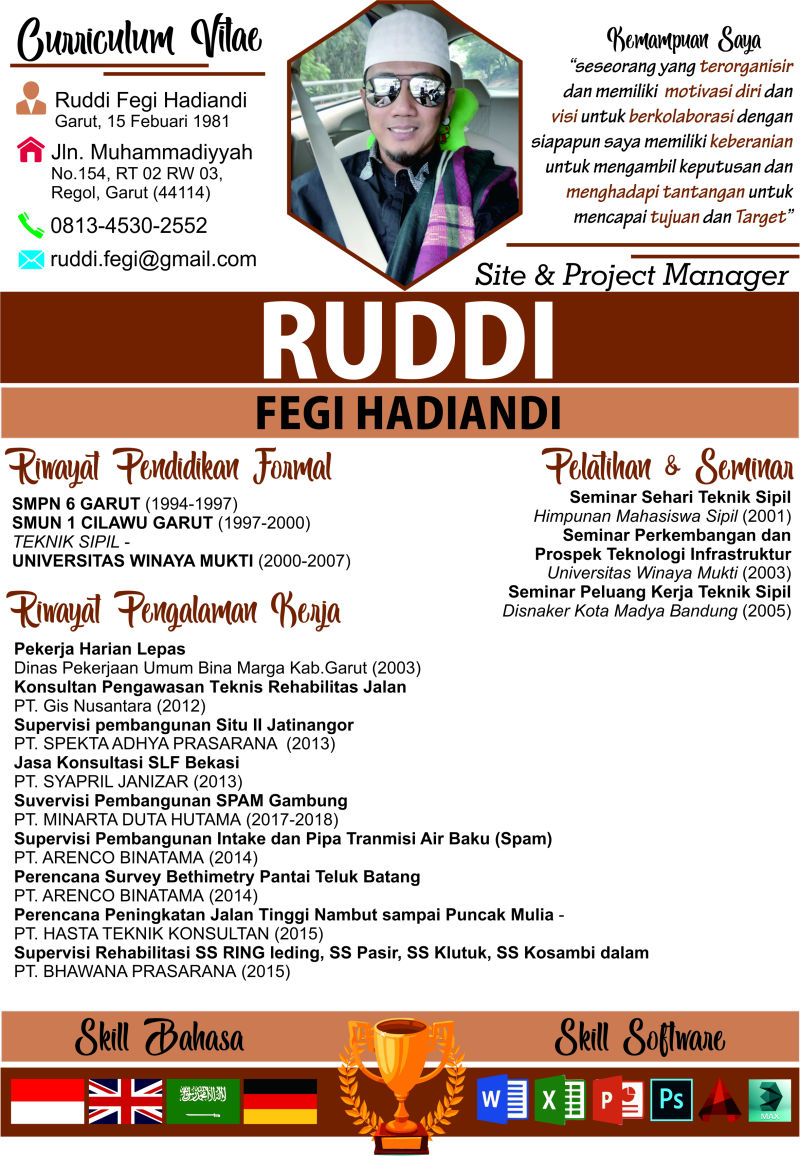 Curriculum Vitae
Ruddi Fegi Hadiandi
Garut, 15 Febuari 1981
Jln. Muhammadiyyah
No.154, RT 02 RW 03,
Regol, Garut (44114)
0813-4530-2552
ruddi.fegi@gmail.com
Kemampuan Saya
“seseorang yang terorganisir
dan memiliki motivasi diri dan
visi untuk berkolaborasi dengan
siapapun saya memiliki keberanian
untuk mengambil keputusan dan
menghadapi tantangan untuk
mencapai tujuan dan Target”
Site & Project Manager
RUDDI
FEGI HADIANDI
Riwayat Pendidikan Formal
SMPN 6 GARUT (1994-1997)
SMUN 1 CILAWU GARUT (1997-2000)
TEKNIK SIPIL -
UNIVERSITAS WINAYA MUKTI (2000-2007)
Pelatihan & Seminar
Seminar Sehari Teknik Sipil
Himpunan Mahasiswa Sipil (2001)
Seminar Perkembangan dan
Prospek Teknologi Infrastruktur
Universitas Winaya Mukti (2003)
Seminar Peluang Kerja Teknik Sipil
Disnaker Kota Madya Bandung (2005)
Riwayat Pengalaman Kerja
Pekerja Harian Lepas
Dinas Pekerjaan Umum Bina Marga Kab.Garut (2003)
Konsultan Pengawasan Teknis Rehabilitas Jalan
PT. Gis Nusantara (2012)
Supervisi pembangunan Situ II Jatinangor
PT. SPEKTA ADHYA PRASARANA (2013)
Jasa Konsultasi SLF Bekasi
PT. SYAPRIL JANIZAR (2013)
Suvervisi Pembangunan SPAM Gambung
PT. MINARTA DUTA HUTAMA (2017-2018)
Supervisi Pembangunan Intake dan Pipa Tranmisi Air Baku (Spam)
PT. ARENCO BINATAMA (2014)
Perencana Survey Bethimetry Pantai Teluk Batang
PT. ARENCO BINATAMA (2014)
Perencana Peningkatan Jalan Tinggi Nambut sampai Puncak Mulia -
PT. HASTA TEKNIK KONSULTAN (2015)
Supervisi Rehabilitasi SS RING leding, SS Pasir, SS Klutuk, SS Kosambi dalam
PT. BHAWANA PRASARANA (2015)
Skill Bahasa
Skill Software
W
X
P
Ps
MAX